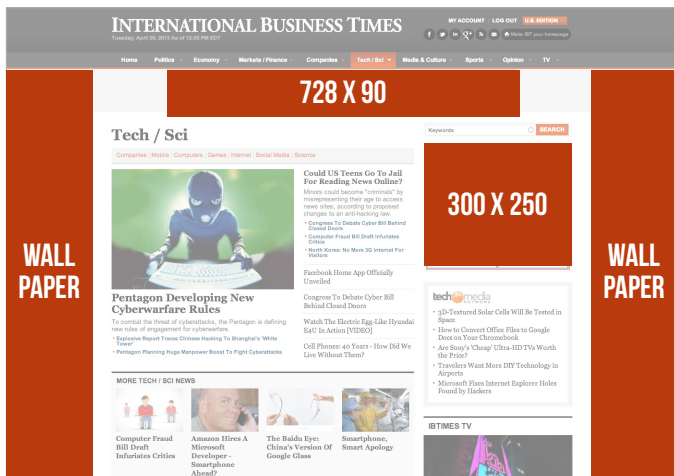 INTERNATIONAL BUSINESS TIMES
MY ACCOUNT | LOG OUT U.S. EDITION
Make IBT your homepage
Home Politics Economy Markets / Finance Companies Tech / Sci Media & Culture Sports Opinion TV
728 X 90
WALL
PAPER
Tech / Sci
Companies | Mobile | Computers | Games | Internet | Social Media | Science
Pentagon Developing New
Cyberwarfare Rules
To combat the threat of cyberattacks, the Pentagon is defining
new rules of engagement for cyberwarfare.
• Explosive Report Traces Chinese Hacking To Shanghai's 'White
Tower'
• Pentagon Planning Huge Manpower Boost To Fight Cyberattacks
Could US Teens Go To Jail
For Reading News Online?
Minors could become "criminals" by
misrepresenting their age to access
news sites, according to proposed
changes to an anti-hacking law.
• Congress To Debate Cyber Bill Behind
Closed Doors
• Computer Fraud Bill Draft Infuriates
Critics
• North Korea: No More 3G Internet For
Visitors
Facebook Home App Officially
Unveiled
Congress To Debate Cyber Bill
Behind Closed Doors
Watch The Electric Egg-Like Hyundai
E4U In Action [VIDEO]
Cell Phones: 40 Years - How Did We
Live Without Them?
MORE TECH / SCI NEWS
Computer Fraud
Bill Draft
Infuriates Critics
Amazon Hires A
Microsoft
Developer -
Smartphone
Ahead?
The Baidu Eye:
China's Version Of
Google Glass
Smartphone,
Smart Apology
Keywords SEARCH
300 X 250
tech media
NETWORK
• 3D-Textured Solar Cells Will Be Tested in
Space
• How to Convert Office Files to Google
Docs on Your Chromebook
• Are Sony's 'Cheap' Ultra-HD TVs Worth
the Price?
• Travelers Want More DIY Technology in
Airports
• Microsoft Fixes Internet Explorer Holes
Found by Hackers
IBTIMES TV
WALL
PAPER